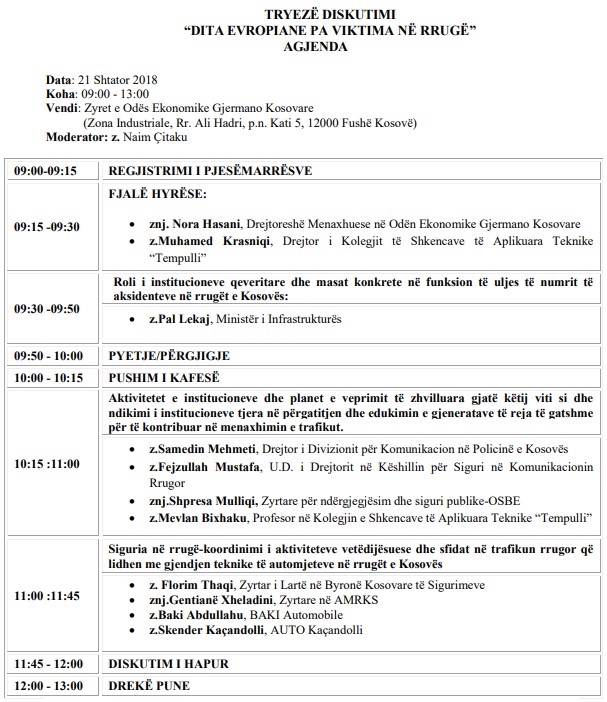 TRYEZË DISKUTIMI
“DITA EVROPIANE PA VIKTIMA NË RRUGË”
AGJENDA
Data: 21 Shtator 2018
Koha: 09:00 - 13:00
Vendi: Zyret e Odës Ekonomike Gjermano Kosovare
(Zona Industriale, Rr. Ali Hadri, p.n. Kati 5, 12000 Fushë Kosovë)
Moderator: z. Naim Çitaku
09:00-09:15 REGJISTRIMI I PJESËMARRËSVE
09:15 -09:30
FJALË HYRËSE:
• znj. Nora Hasani, Drejtoreshë Menaxhuese në Odën Ekonomike Gjermano Kosovare
• z.Muhamed Krasniqi, Drejtor i Kolegjit të Shkencave të Aplikuara Teknike
“Tempulli”
09:30 -09:50
Roli i institucioneve qeveritare dhe masat konkrete në funksion të uljes të numrit të
aksidenteve në rrugët e Kosovës:
• z.Pal Lekaj, Ministër i Infrastrukturës
09:50 - 10:00 PYETJE/PËRGJIGJE
10:00 - 10:15 PUSHIM I KAFESË
10:15 :11:00
Aktivitetet e institucioneve dhe planet e veprimit të zhvilluara gjatë këtij viti si dhe
ndikimi i institucioneve tjera në përgatitjen dhe edukimin e gjeneratave të reja të gatshme
për të kontribuar në menaxhimin e trafikut.
• z.Samedin Mehmeti, Drejtor i Divizionit për Komunikacion në Policinë e Kosovës
• z.Fejzullah Mustafa, U.D. i Drejtorit në Këshillin për Siguri në Komunikacionin
Rrugor
• znj.Shpresa Mulliqi, Zyrtare për ndërgjegjësim dhe siguri publike-OSBE
• z.Mevlan Bixhaku, Profesor në Kolegjin e Shkencave të Aplikuara Teknike “Tempulli”
11:00 :11:45
Siguria në rrugë-koordinimi i aktiviteteve vetëdijësuese dhe sfidat në trafikun rrugor që
lidhen me gjendjen teknike të automjeteve në rrugët e Kosovës
• z. Florim Thaqi, Zyrtar i Lartë në Byronë Kosovare të Sigurimeve
• znj.Gentianë Xheladini, Zyrtare në AMRKS
• z.Baki Abdullahu, BAKI Automobile
• z.Skender Kaçandolli, AUTO Kaçandolli
11:45 - 12:00 DISKUTIM I HAPUR
12:00 - 13:00 DREKË PUNE